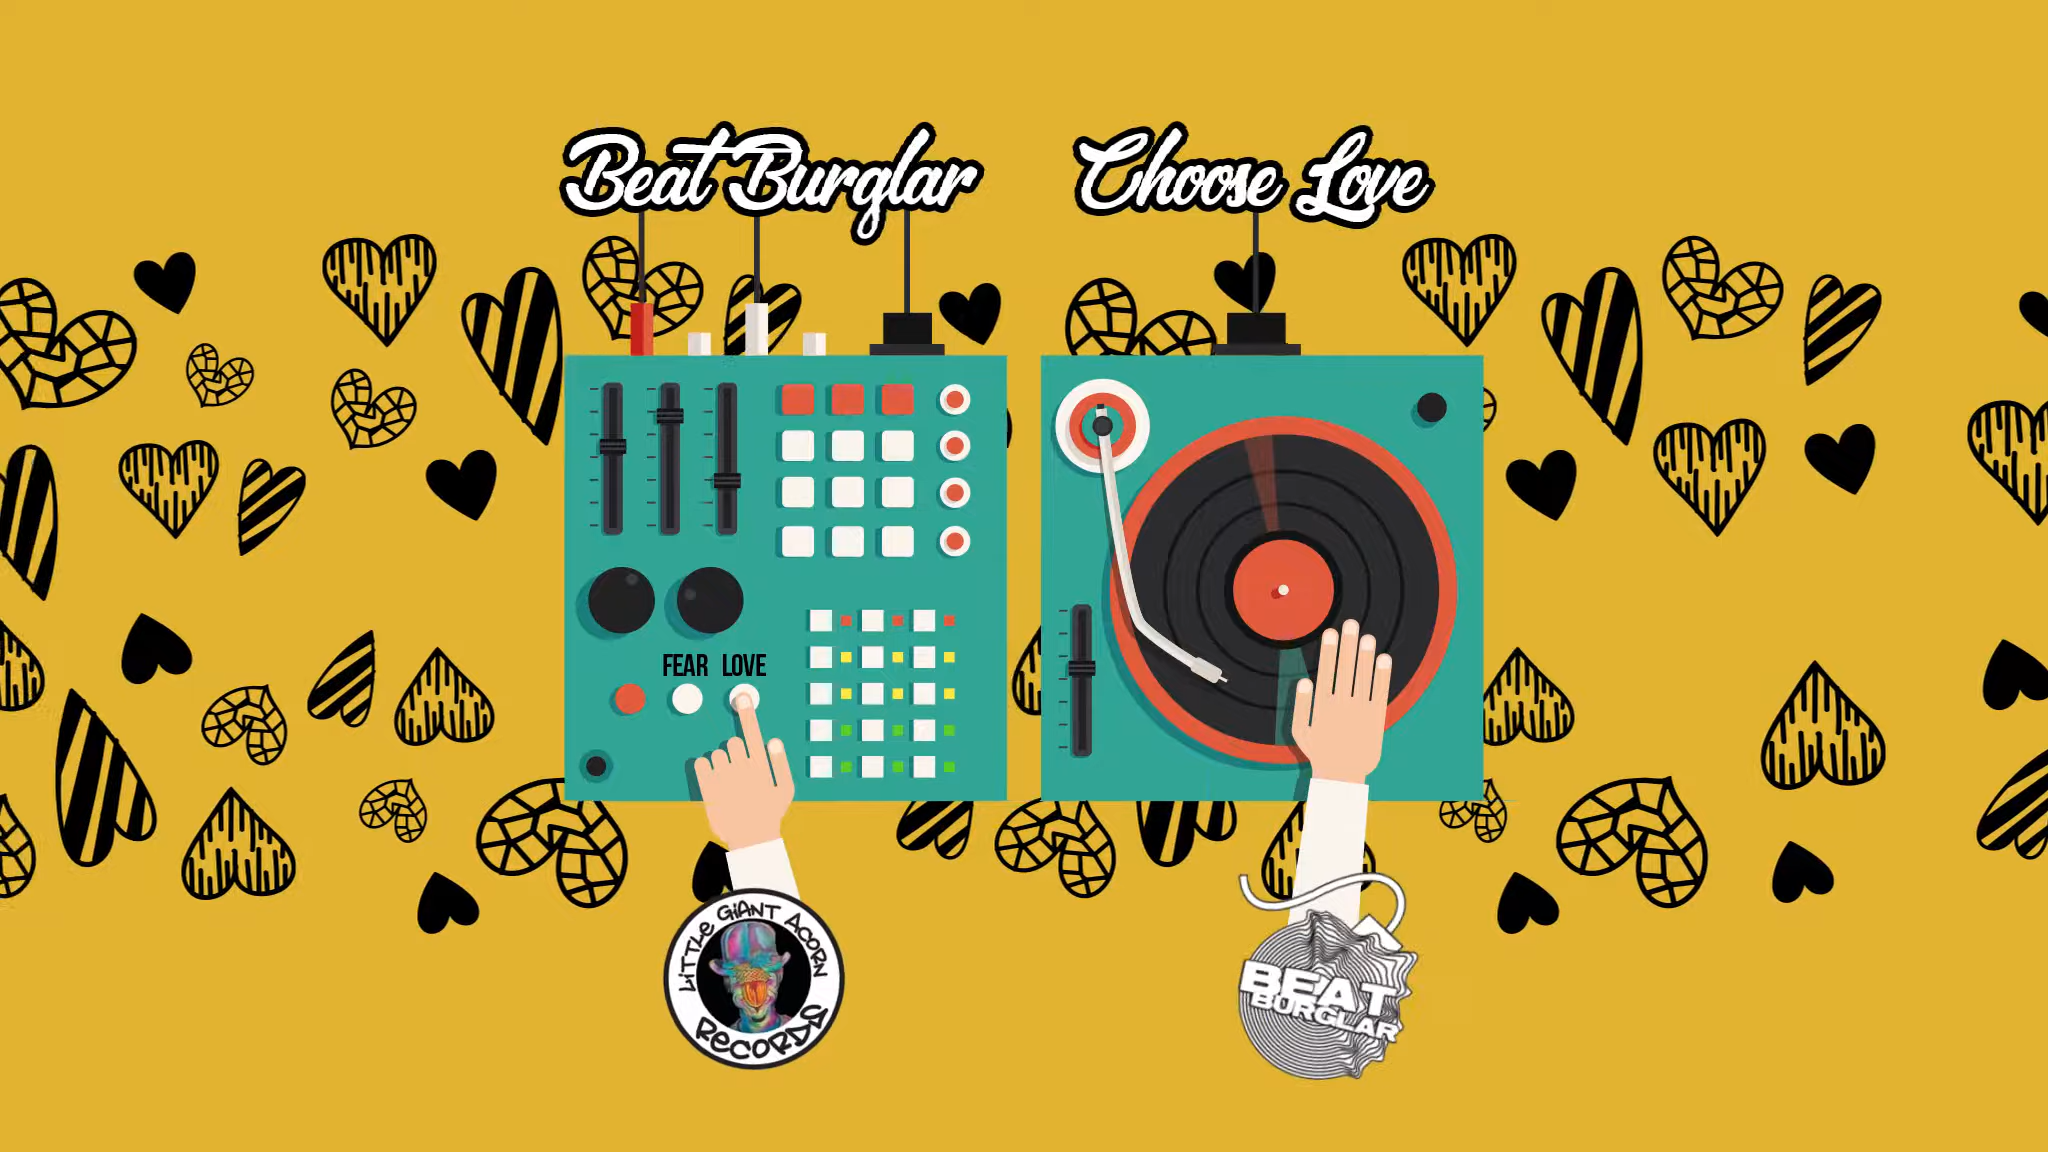 Beat Burglar
Choose Love
FEAR LOVE
LiTTLE GiANT ACORN
RECORDS
BEAT
BURGLAR